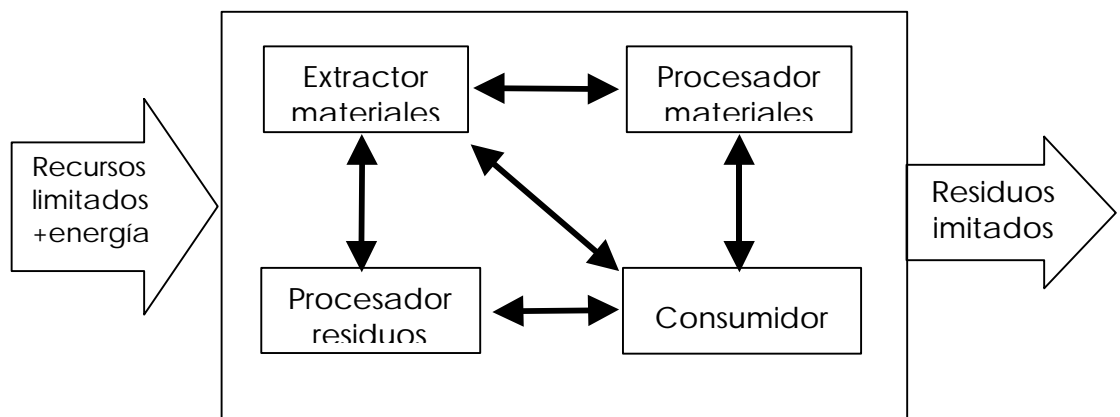 Extractor
materiales
Procesador
materiales
Recursos
limitados
+energía
Residuos
imitados
Procesador
residuos
Consumidor